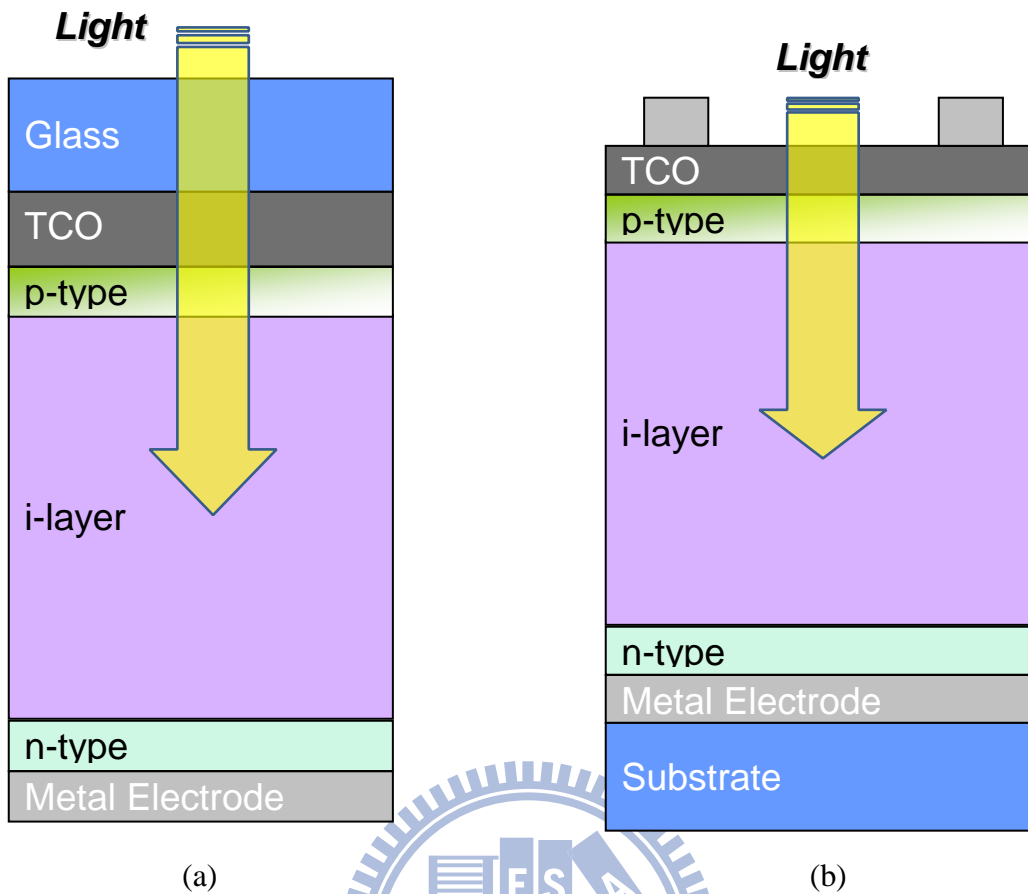 Light
Glass
TCO
p-type
i-layer
n-type
Metal Electrode
(a)
Light
TCO
p-type
i-layer
n-type
Metal Electrode
Substrate
(b)
E S A